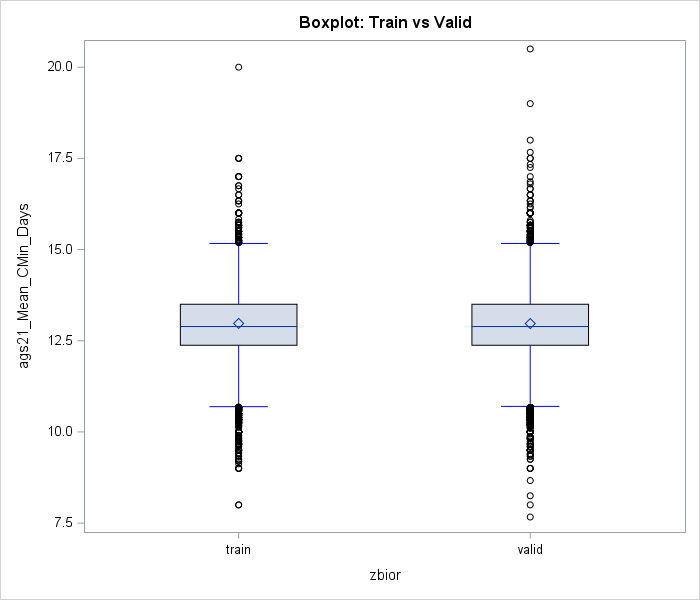 Boxplot: Train vs Valid
20.0
17.5
15.0
12.5
10.0
7.5
ags21_Mean_CMin_Days
train
valid
zbior